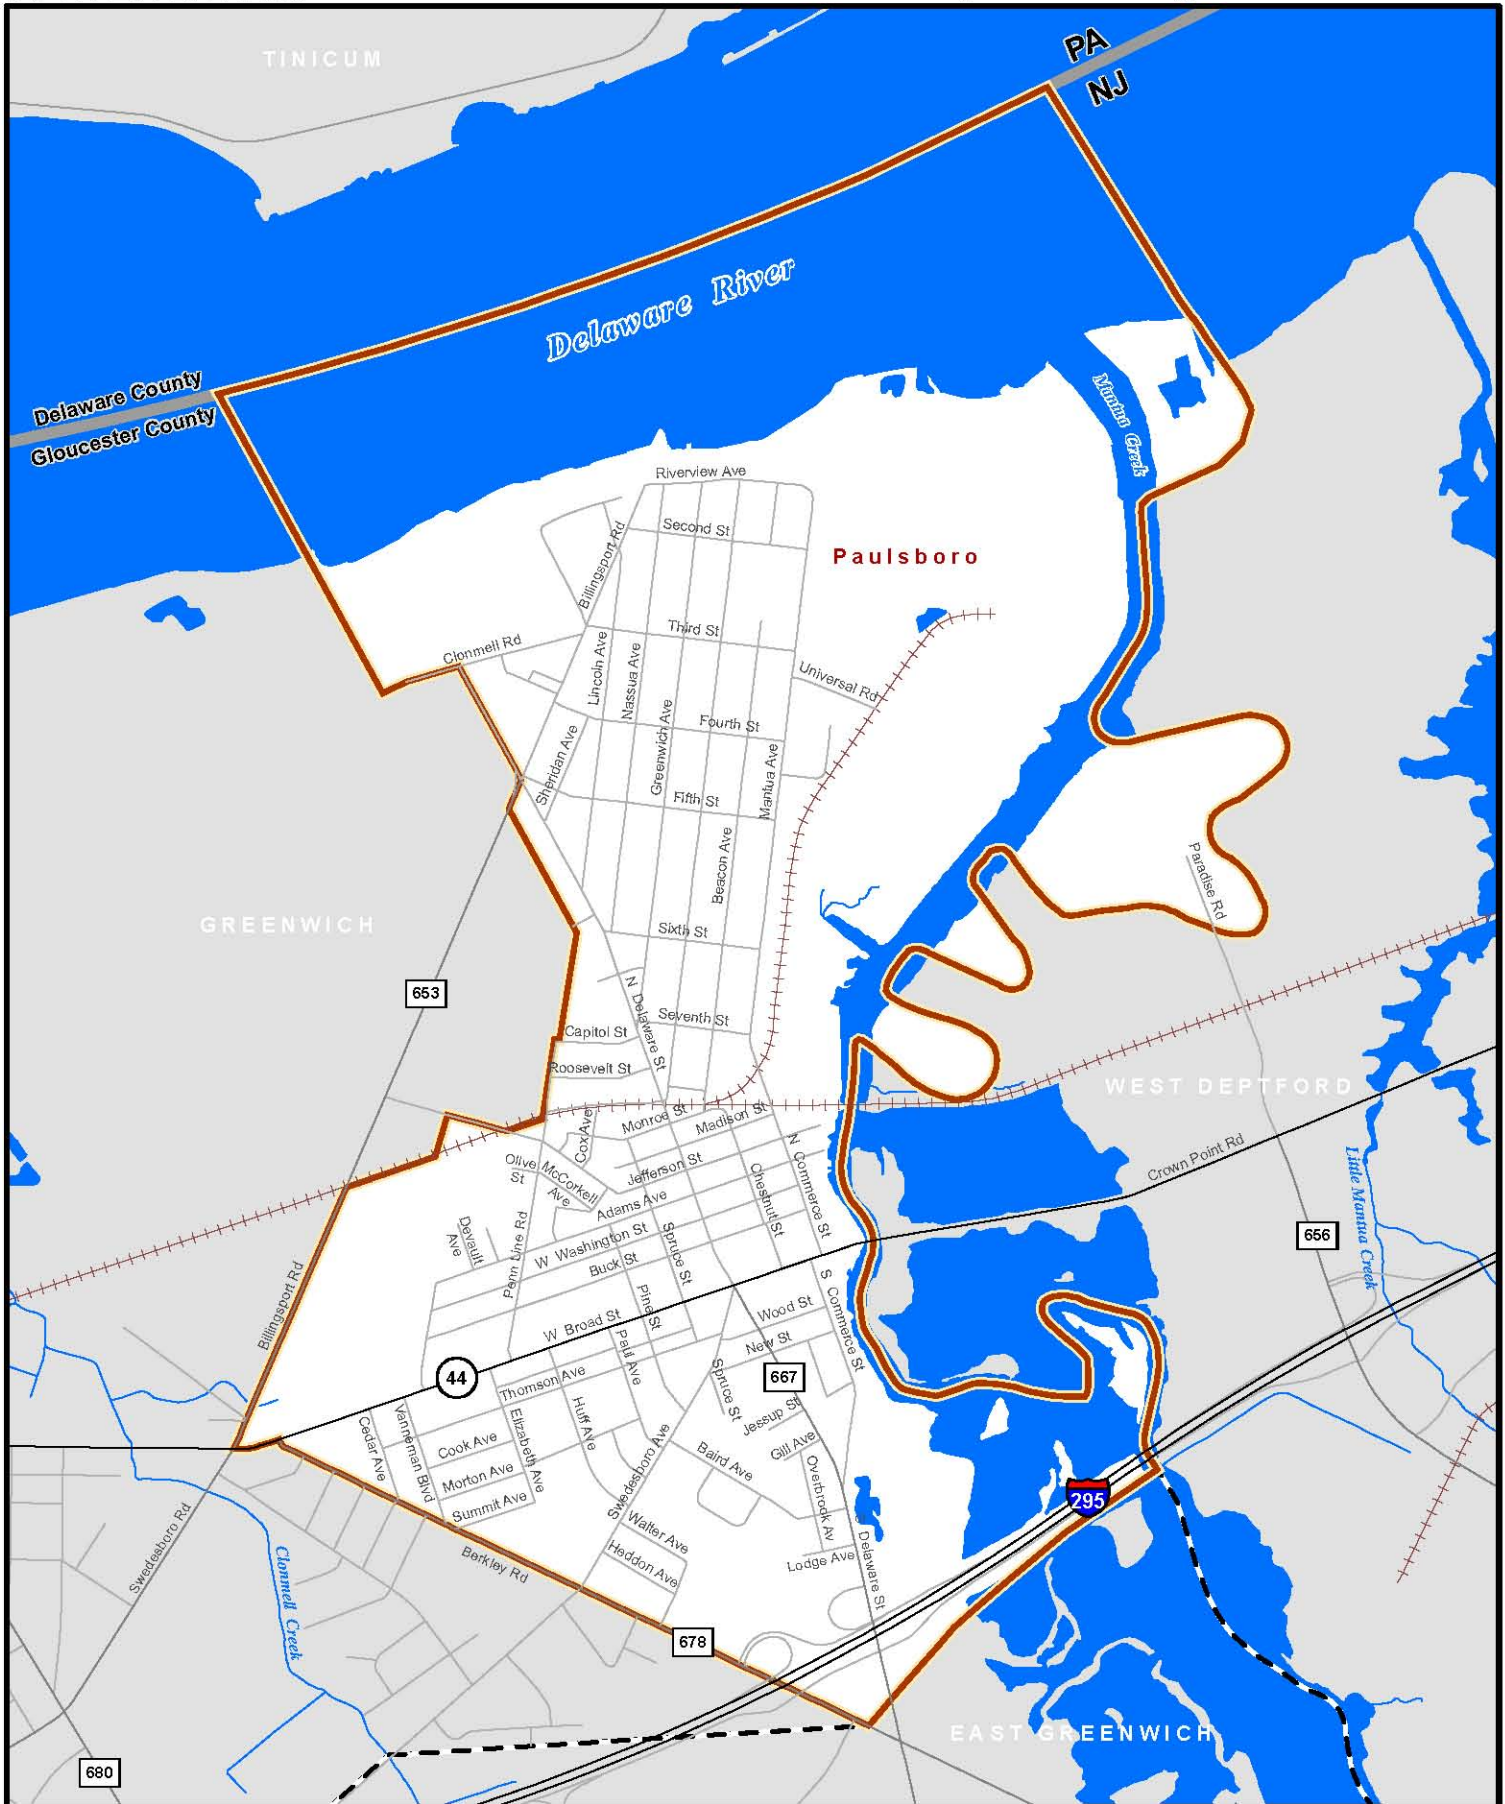 TINICUM
PA
NJ
Delaware River
Delaware County
Gloucester County
Mantua Creek
Riverview Ave
Second St
Billingsport Rd
Paulsboro
Third St
Clonmell Rd
Lincoln Ave
Nassua Ave
Universal Rd
Greenwich Ave
Fourth St
Sheridan Ave
Mantua Ave
Fifth St
Beacon Ave
Paradise Rd
GREENWICH
Sixth St
653
N Delaware St
Seventh St
Capitol St
Roosevelt St
WEST DEPTFORD
Monroe St
Madison St
Cox Ave
N Commerce St
Crown Point Rd
Olive St
McCorkell Ave
Jefferson St
Chestnut St
Little Mantua Creek
Adams Ave
Devault Ave
Penn Line Rd
W Washington St
Spruce St
656
Buck St
Billingsport Rd
Pine St
S Commerce St
Wood St
W Broad St
New St
Paul Ave
44
667
Thomson Ave
Spruce St
Cedar Ave
Vanneman Blvd
Elizabeth Ave
Huff Ave
Jessup St
Cook Ave
Swedesboro Ave
Baird Ave
Gill Ave
Morton Ave
Overbrook Av
295
Summit Ave
Swedesboro Rd
Walter Ave
Clonmell Creek
Berkley Rd
Heddon Ave
Lodge Ave
S Delaware St
678
EAST GREENWICH
680